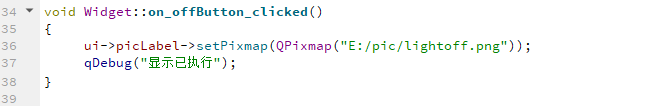 34 void Widget::on_offButton_clicked()
35 {
36 ui->picLabel->setPixmap(QPixmap("E:/pic/lightoff.png"));
37 qDebug("显示已执行");
38 }
39